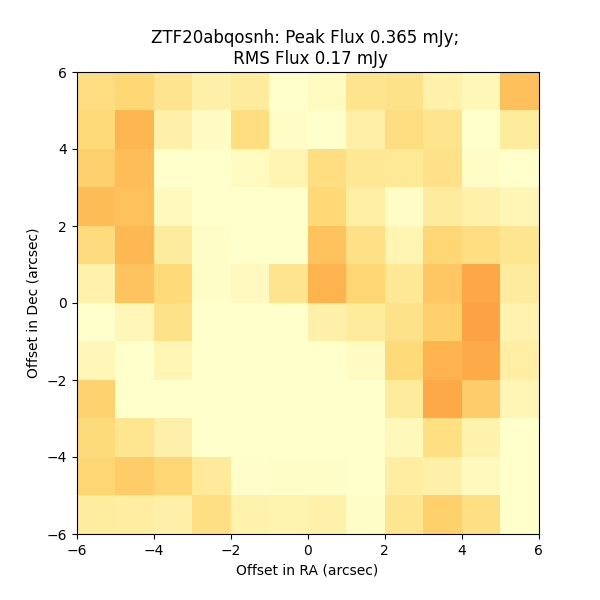 ZTF20abqosnh: Peak Flux 0.365 mJy;
RMS Flux 0.17 mJy
6
4
2
0
−2
−4
−6
Offset in Dec (arcsec)
−6 −4 −2 0 2 4 6
Offset in RA (arcsec)